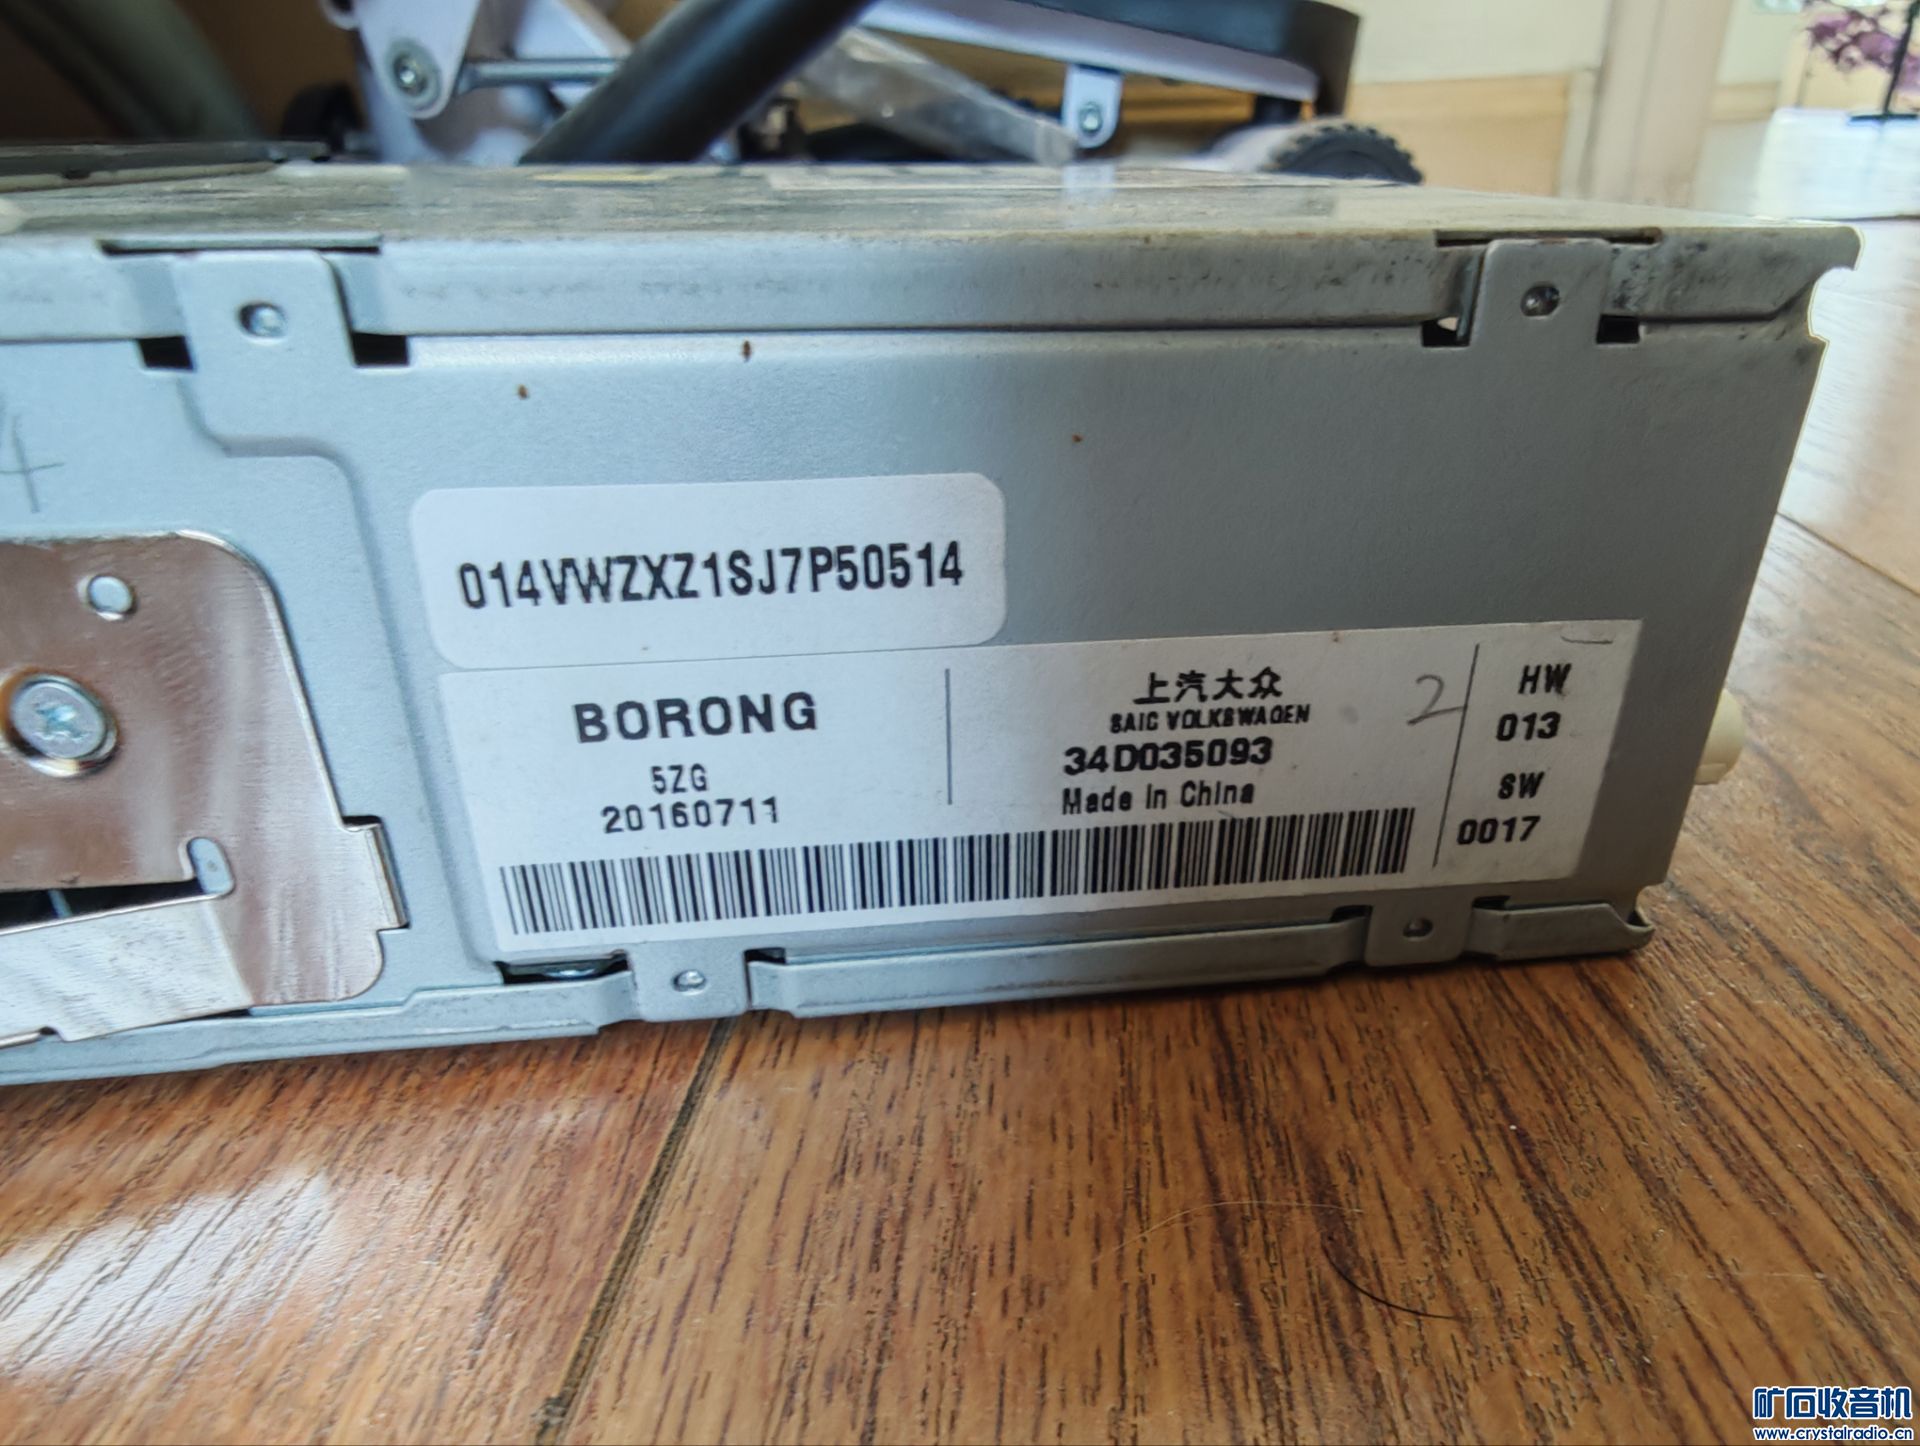 4
014VWZXZ1SJ7P50514
BORONG
5ZG
20160711
上汽大众
SAIC VOLKSWAGEN
34D035093
Made In China
2
HW
013
SW
0017
矿石收音机
www.crystalradio.cn